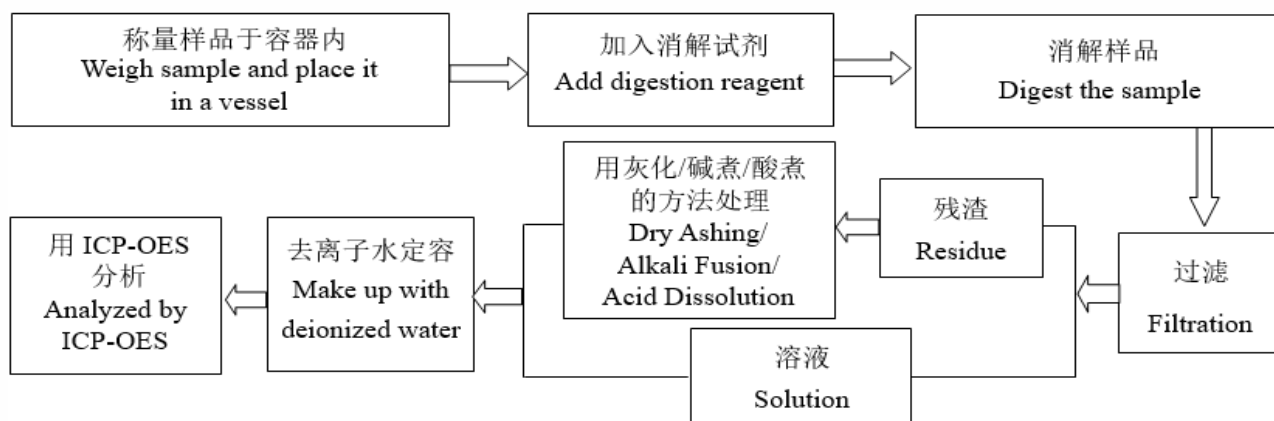 称量样品于容器内
Weigh sample and place it
in a vessel
加入消解试剂
Add digestion reagent
消解样品
Digest the sample
过滤
Filtration
残渣
Residue
用灰化/碱煮/酸煮
的方法处理
Dry Ashing/
Alkali Fusion/
Acid Dissolution
溶液
Solution
去离子水定容
Make up with
deionized water
用 ICP-OES
分析
Analyzed by
ICP-OES